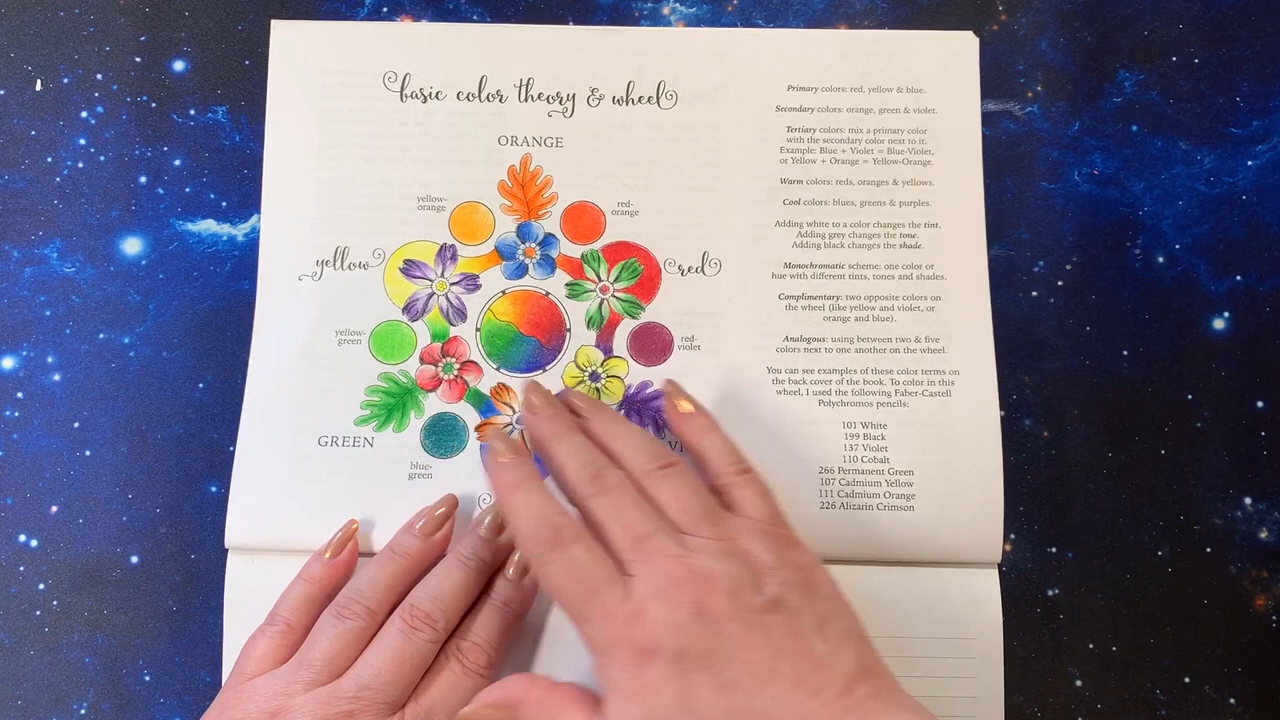 basic color theory & wheel
ORANGE
yellow-
orange
red-
orange
yellow
red
yellow-
green
red-
violet
GREEN
blue-
green
Primary colors: red, yellow & blue.
Secondary colors: orange, green & violet.
Tertiary colors: mix a primary color
with the secondary color next to it.
Example: Blue + Violet = Blue-Violet,
or Yellow + Orange = Yellow-Orange.
Warm colors: reds, oranges & yellows.
Cool colors: blues, greens & purples.
Adding white to a color changes the tint.
Adding grey changes the tone.
Adding black changes the shade.
Monochromatic scheme: one color or
hue with different tints, tones and shades.
Complimentary: two opposite colors on
the wheel (like yellow and violet, or
orange and blue).
Analogous: using between two & five
colors next to one another on the wheel.
You can see examples of these color terms on
the back cover of the book. To color in this
wheel, I used the following Faber-Castell
Polychromos pencils:
101 White
199 Black
137 Violet
110 Cobalt
266 Permanent Green
107 Cadmium Yellow
111 Cadmium Orange
226 Alizarin Crimson